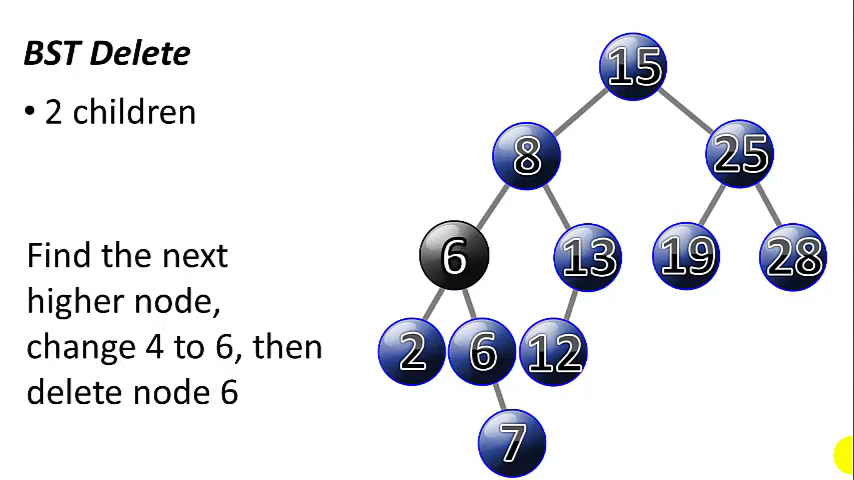 BST Delete
• 2 children
Find the next
higher node,
change 4 to 6, then
delete node 6
15
8
25
6
13
19
28
2
6
12
7